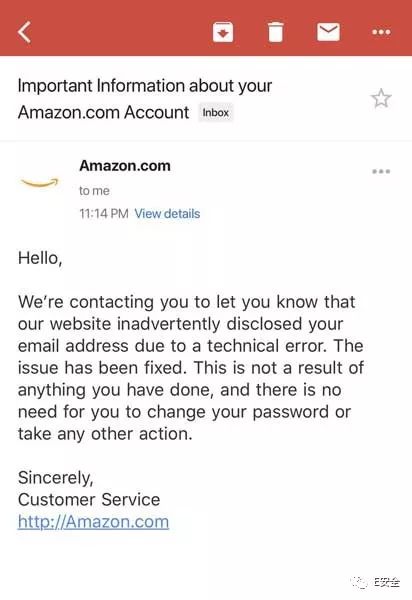 Important Information about your
Amazon.com Account Inbox
Amazon.com
to me
11:14 PM View details
Hello,
We're contacting you to let you know that
our website inadvertently disclosed your
email address due to a technical error. The
issue has been fixed. This is not a result of
anything you have done, and there is no
need for you to change your password or
take any other action.
Sincerely,
Customer Service
http://Amazon.com
E安全